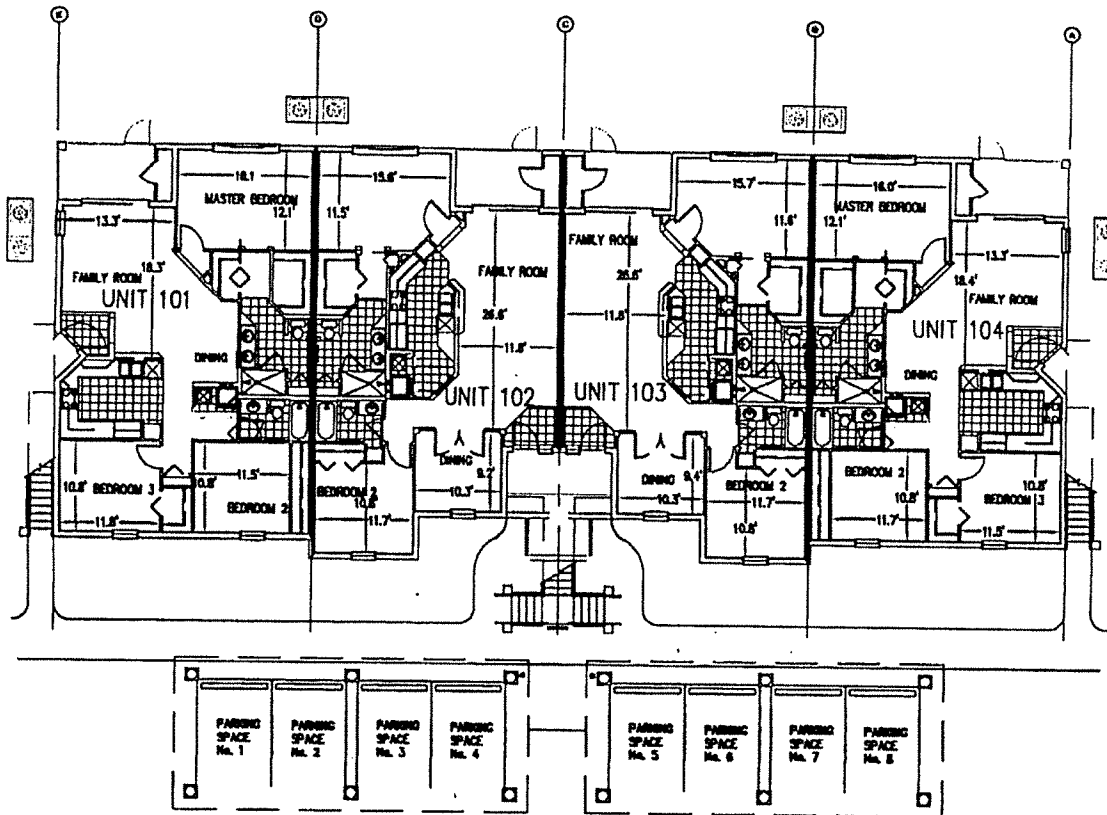 E
D
C
B
A
16.1
MASTER BEDROOM
12.1'
13.3'
18.3'
FAMILY ROOM
UNIT 101
DINING
10.8'
BEDROOM 3
11.8'
10.8'
11.5'
BEDROOM 2
15.6'
11.5'
FAMILY ROOM
26.6'
11.8'
UNIT 102
DINING
9.2'
10.3'
BEDROOM 2
10.8'
11.7'
FAMILY ROOM
26.6'
11.8'
UNIT 103
15.7'
11.6'
DINING
9.4'
10.3'
BEDROOM 2
11.7'
10.8'
16.0'
MASTER BEDROOM
12.1'
13.3'
18.4'
FAMILY ROOM
UNIT 104
DINING
BEDROOM 2
10.8'
11.7'
10.8'
BEDROOM 3
11.5'
PARKING
SPACE
No. 1
PARKING
SPACE
No. 2
PARKING
SPACE
No. 3
PARKING
SPACE
No. 4
PARKING
SPACE
No. 5
PARKING
SPACE
No. 6
PARKING
SPACE
No. 7
PARKING
SPACE
No. 8